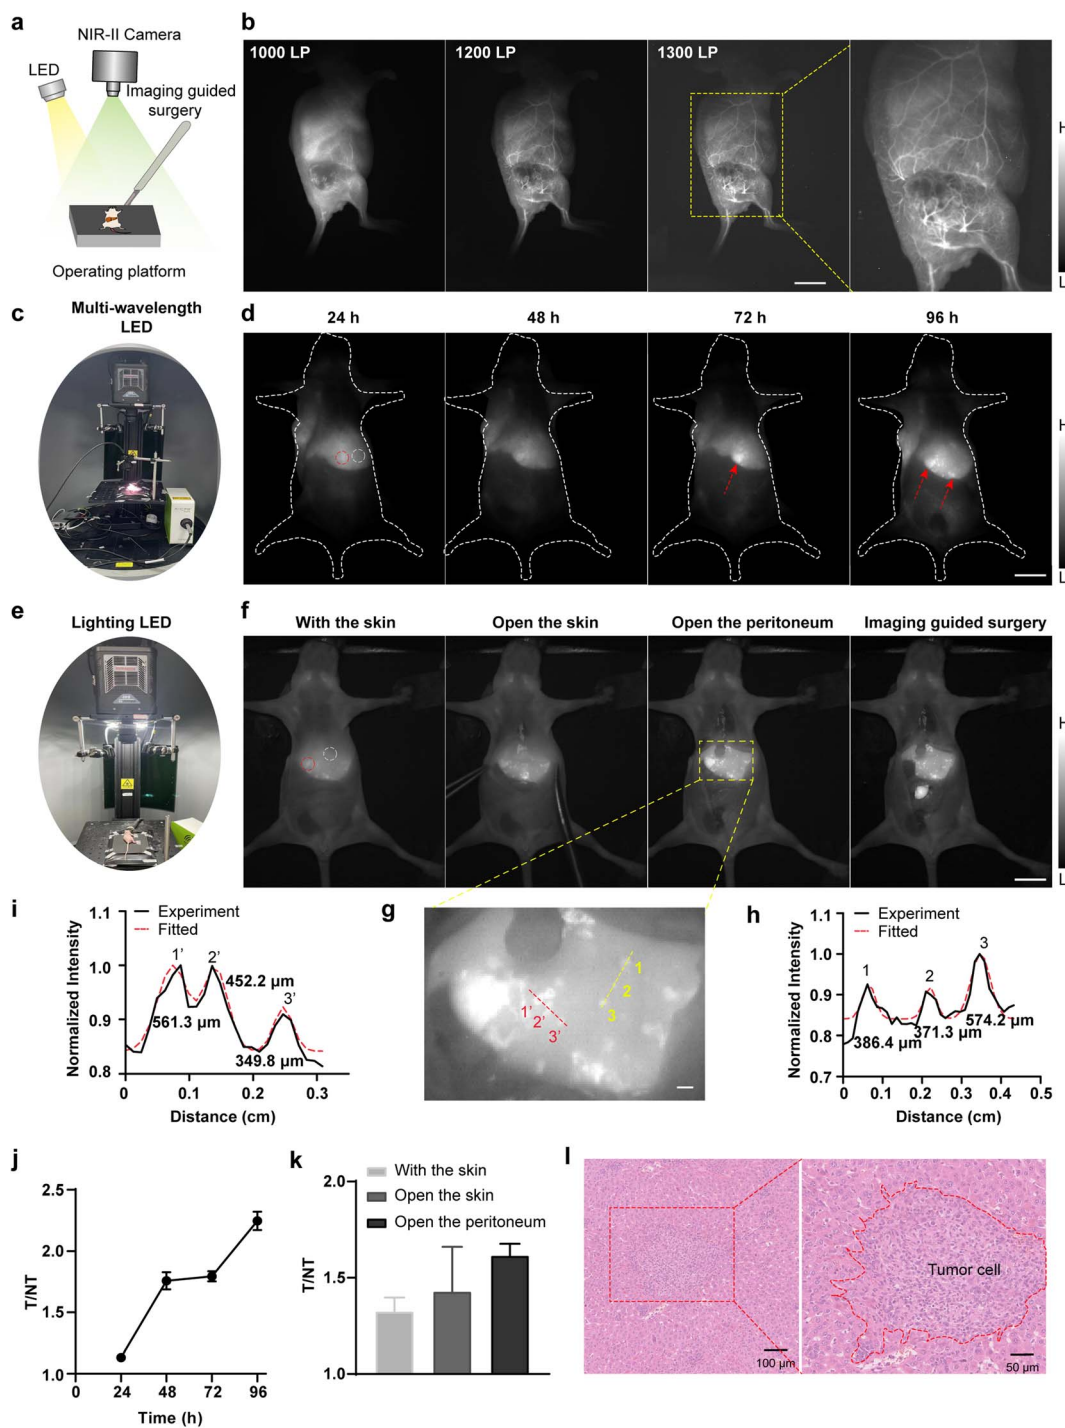 a
NIR-II Camera
LED
Imaging guided
surgery
Operating platform
b
1000 LP
1200 LP
1300 LP
H
L
c
Multi-wavelength
LED
d
24 h
48 h
72 h
96 h
H
L
e
Lighting LED
f
With the skin
Open the skin
Open the peritoneum
Imaging guided surgery
H
L
i
Experiment
Fitted
Normalized Intensity
1.1
1.0
0.9
0.8
1'
2'
3'
452.2 µm
561.3 µm
349.8 µm
0
0.1
0.2
0.3
Distance (cm)
g
1
2
3
1'
2'
3'
h
Experiment
Fitted
Normalized Intensity
1.1
1.0
0.9
0.8
0.7
1
2
3
386.4 µm
371.3 µm
574.2 µm
0
0.1
0.2
0.3
0.4
0.5
Distance (cm)
j
T/NT
2.5
2.0
1.5
1.0
0
24
48
72
96
Time (h)
k
With the skin
Open the skin
Open the peritoneum
T/NT
2.0
1.5
1.0
l
100 µm
Tumor cell
50 µm